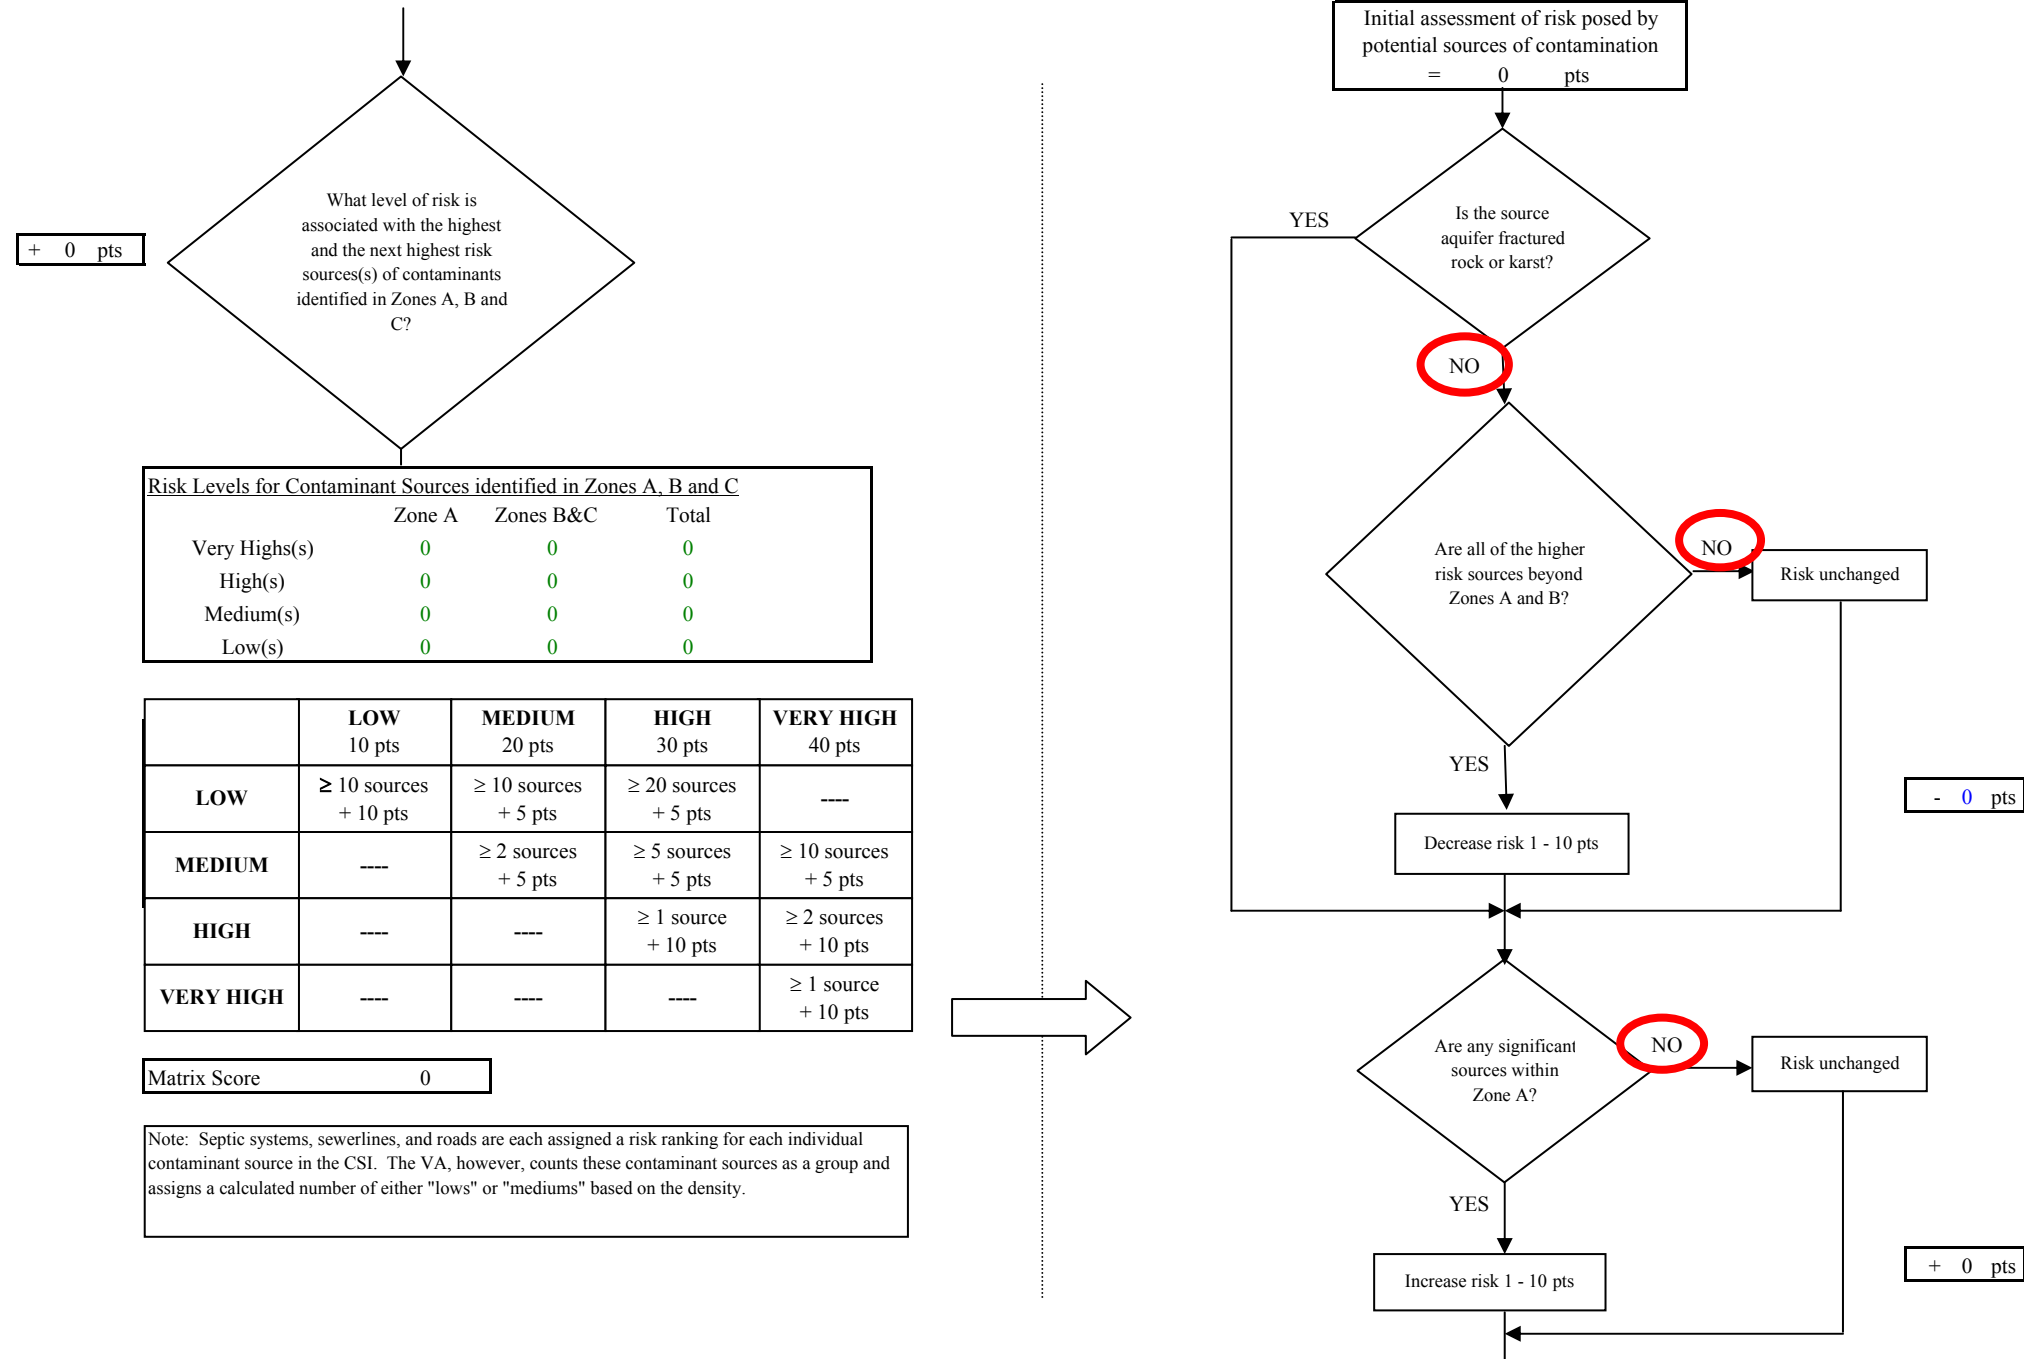 + 0 pts
What level of risk is
associated with the highest
and the next highest risk
sources(s) of contaminants
identified in Zones A, B and
C?
Risk Levels for Contaminant Sources identified in Zones A, B and C
Zone A Zones B&C Total
Very Highs(s) 0 0 0
High(s) 0 0 0
Medium(s) 0 0 0
Low(s) 0 0 0
LOW MEDIUM HIGH VERY HIGH
10 pts 20 pts 30 pts 40 pts
LOW
≥ 10 sources ≥ 10 sources ≥ 20 sources ----
+ 10 pts + 5 pts + 5 pts
MEDIUM
---- ≥ 2 sources ≥ 5 sources ≥ 10 sources
+ 5 pts + 5 pts + 5 pts
HIGH
---- ---- ≥ 1 source ≥ 2 sources
+ 10 pts + 10 pts
VERY HIGH
---- ---- ---- ≥ 1 source
+ 10 pts
Matrix Score 0
Note: Septic systems, sewerlines, and roads are each assigned a risk ranking for each individual
contaminant source in the CSI. The VA, however, counts these contaminant sources as a group and
assigns a calculated number of either "lows" or "mediums" based on the density.
Initial assessment of risk posed by
potential sources of contamination
= 0 pts
YES
Is the source
aquifer fractured
rock or karst?
NO
Are all of the higher
risk sources beyond
Zones A and B?
NO
Risk unchanged
YES
- 0 pts
Decrease risk 1 - 10 pts
Are any significant
sources within
Zone A?
NO
Risk unchanged
YES
+ 0 pts
Increase risk 1 - 10 pts